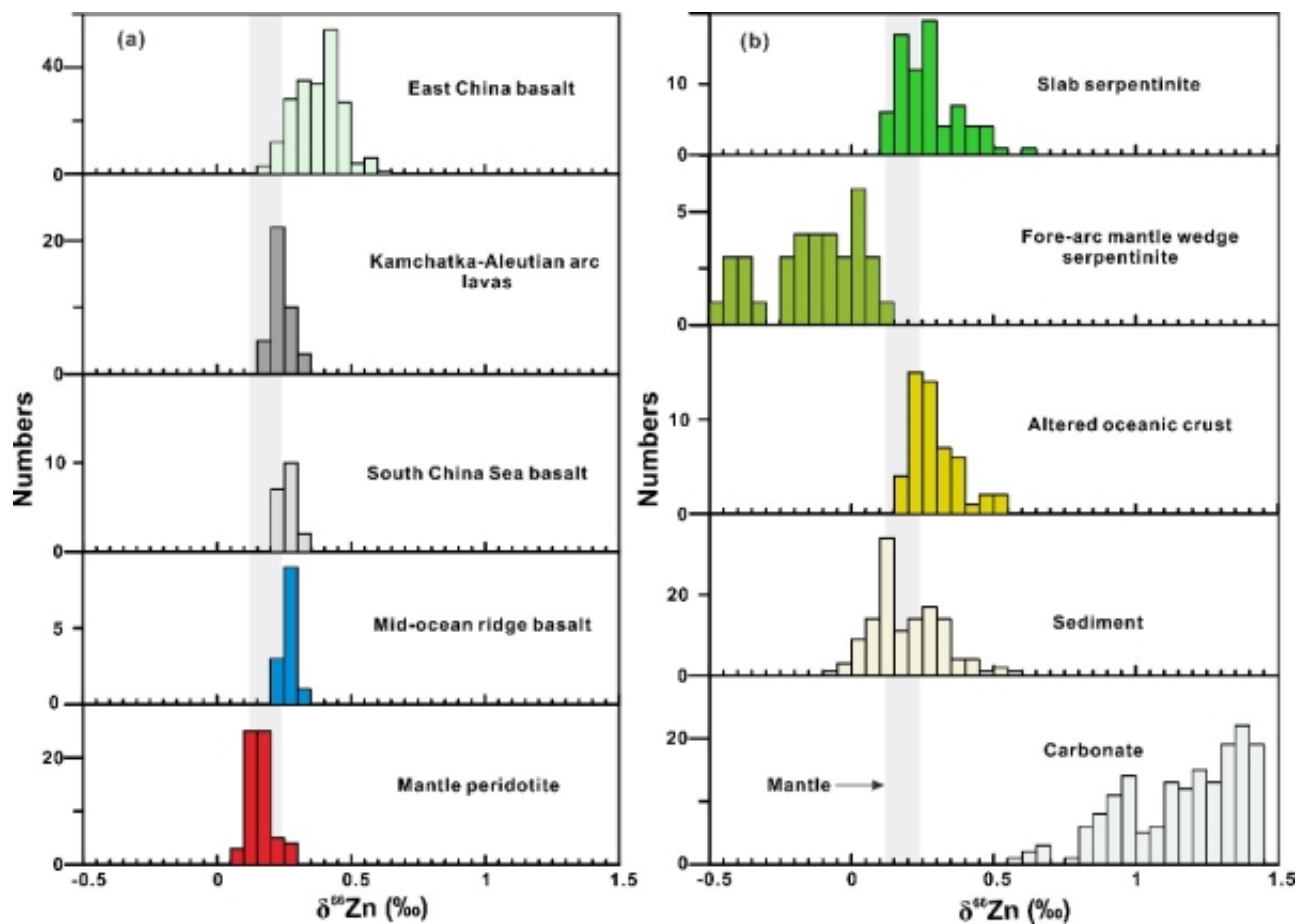 (a)
40
East China basalt
0
20
Kamchatka-Aleutian arc
lavas
0
Numbers
10
South China Sea basalt
0
5
Mid-ocean ridge basalt
0
20
Mantle peridotite
0
-0.5 0 0.5 1 1.5
δ⁶⁶Zn (‰)
(b)
10
Slab serpentinite
0
5
Fore-arc mantle wedge
serpentinite
0
Numbers
10
Altered oceanic crust
0
20
Sediment
0
20
Carbonate
Mantle
0
-0.5 0 0.5 1 1.5
δ⁶⁶Zn (‰)